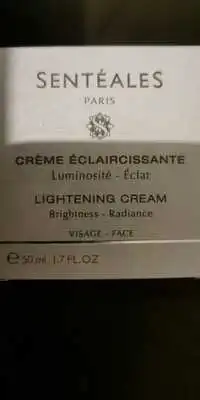 SENTÉALES
PARIS
CRÈME ÉCLAIRCISSANTE
Luminosité - Éclat
LIGHTENING CREAM
Brightness - Radiance
VISAGE - FACE
℮ 50 ml 1.7 FL.OZ